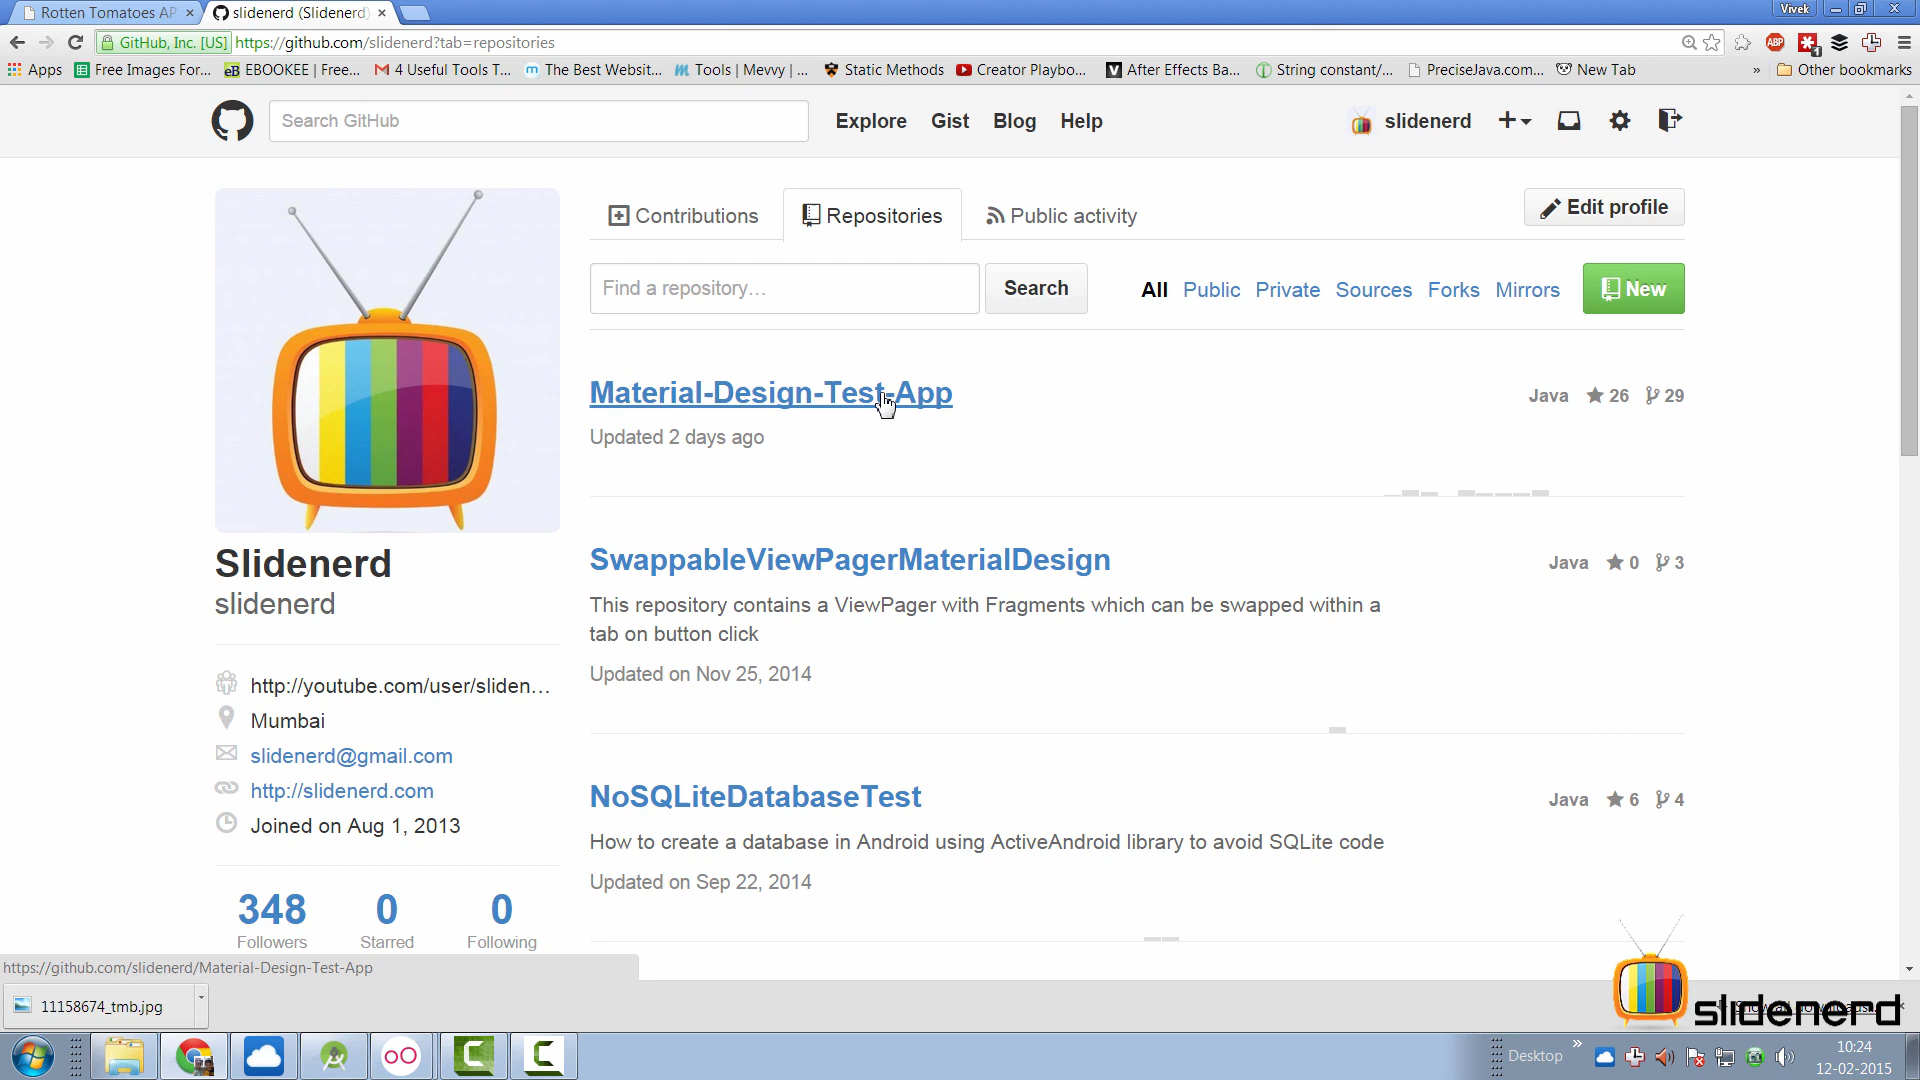 Rotten Tomatoes AP
slidenerd (Slidenerd)
Vivek
GitHub, Inc. [US]
https://github.com/slidenerd?tab=repositories
ABP
1
Apps
Free Images For...
EBOOKEE | Free...
4 Useful Tools T...
The Best Websit...
Tools | Mevvy | ...
Static Methods
Creator Playbo...
After Effects Ba...
String constant/...
PreciseJava.com...
New Tab
»
Other bookmarks
Search GitHub
Explore
Gist
Blog
Help
slidenerd
Contributions
Repositories
Public activity
Edit profile
Find a repository...
Search
All
Public
Private
Sources
Forks
Mirrors
New
Material-Design-Test-App
Java 26 29
Updated 2 days ago
SwappableViewPagerMaterialDesign
Java 0 3
This repository contains a ViewPager with Fragments which can be swapped within a
tab on button click
Updated on Nov 25, 2014
NoSQLiteDatabaseTest
Java 6 4
How to create a database in Android using ActiveAndroid library to avoid SQLite code
Updated on Sep 22, 2014
Slidenerd
slidenerd
http://youtube.com/user/sliden...
Mumbai
slidenerd@gmail.com
http://slidenerd.com
Joined on Aug 1, 2013
348 0 0
Followers Starred Following
https://github.com/slidenerd/Material-Design-Test-App
11158674_tmb.jpg
slidenerd
Desktop
»
10:24
12-02-2015